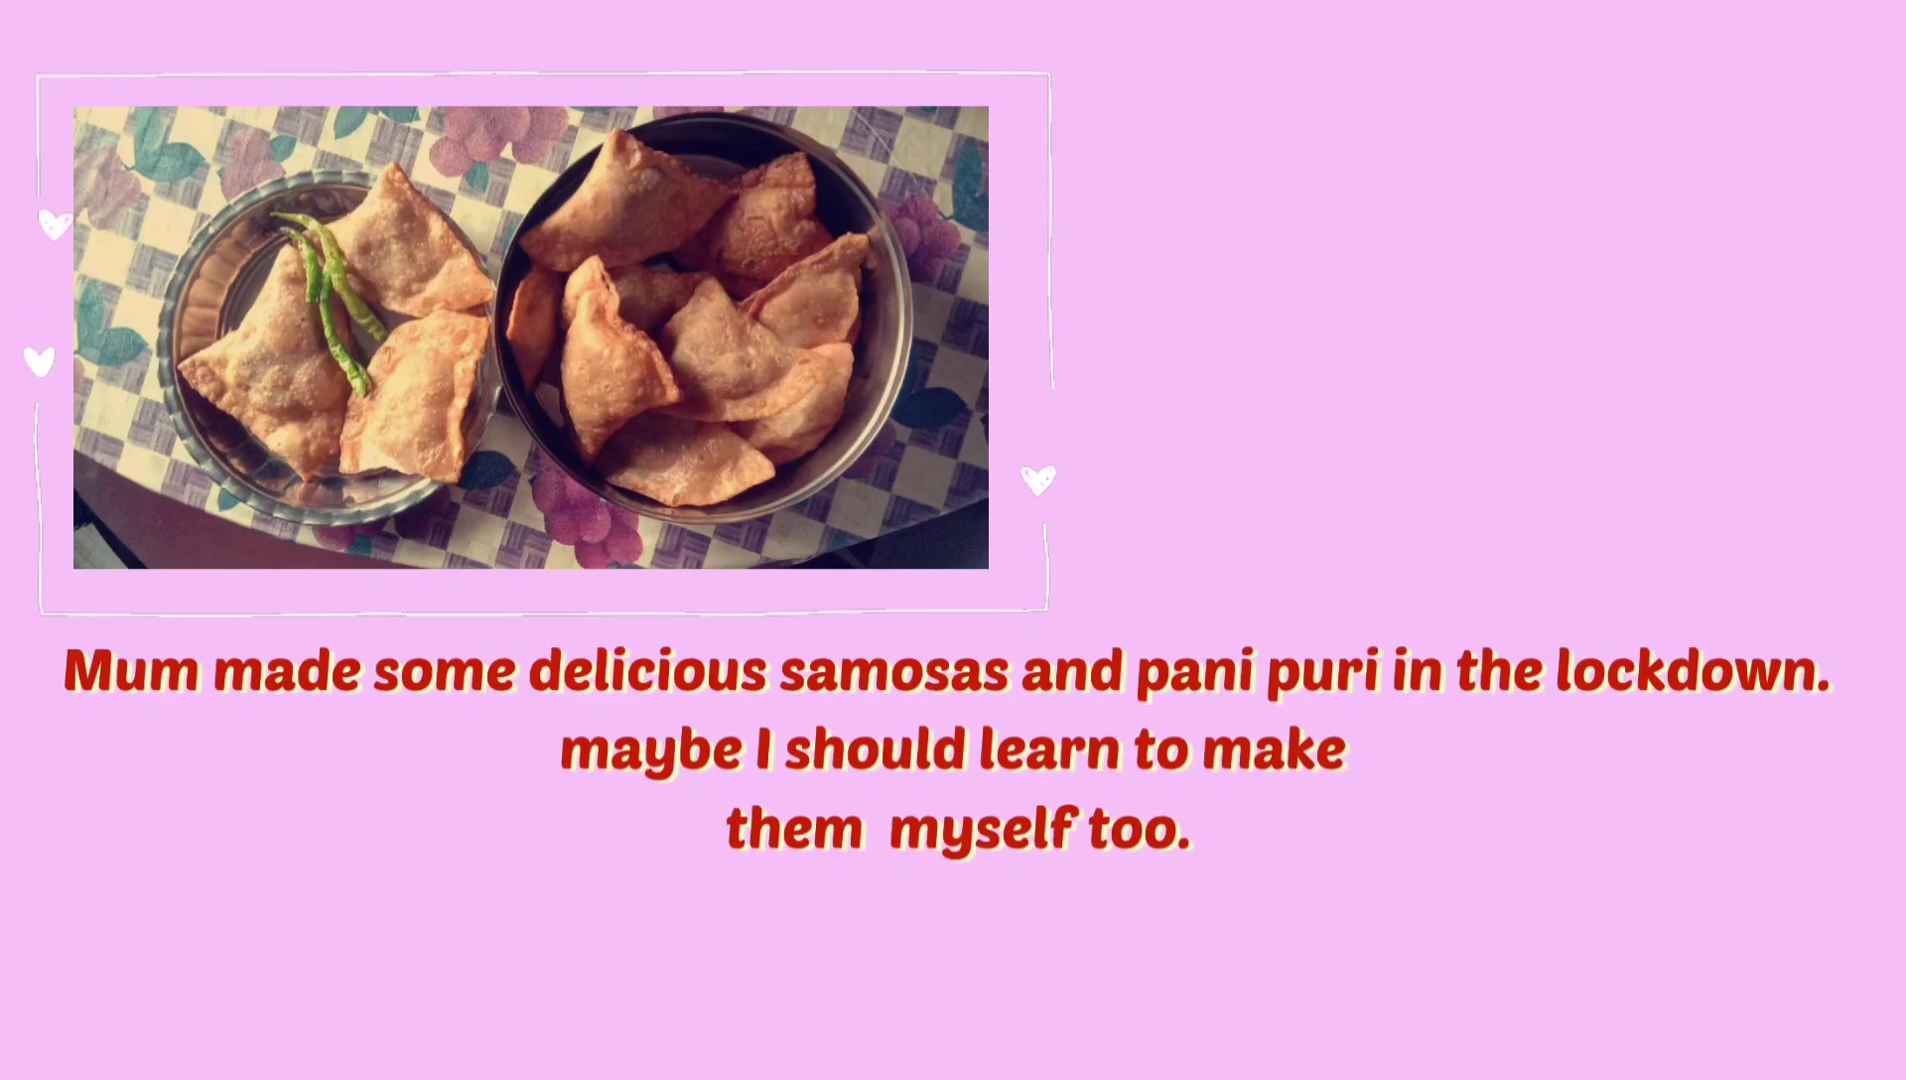 Mum made some delicious samosas and pani puri in the lockdown.
maybe I should learn to make
them  myself too.